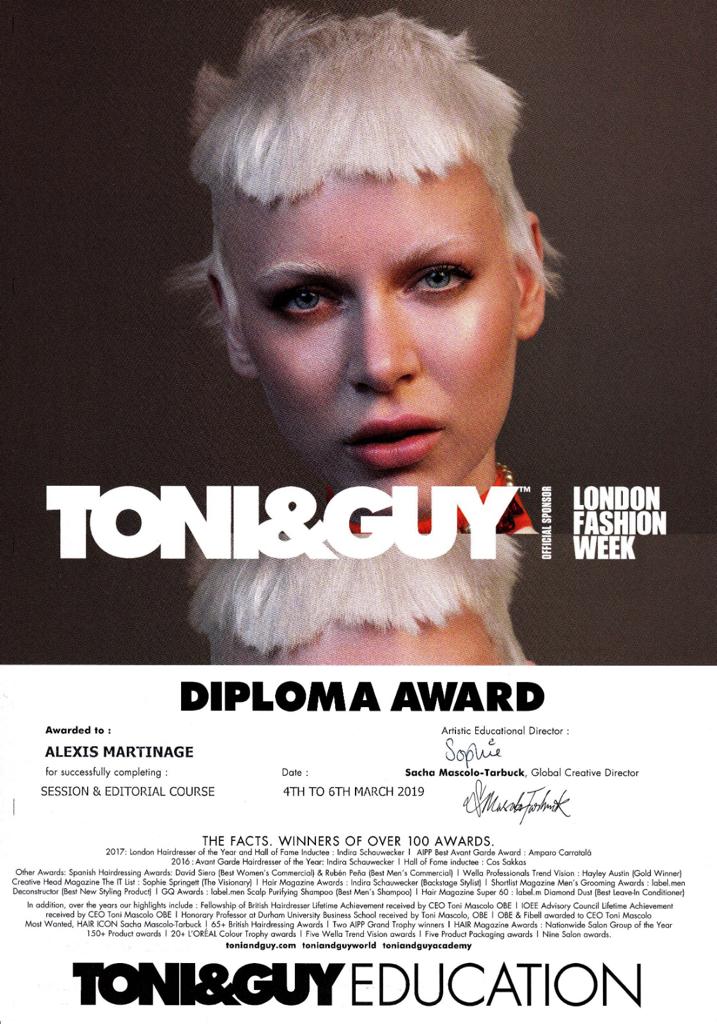 TONI&GUY™
OFFICIAL SPONSOR
LONDON
FASHION
WEEK
DIPLOMA AWARD
Awarded to :
ALEXIS MARTINAGE
for successfully completing :
SESSION & EDITORIAL COURSE
Date :
4TH TO 6TH MARCH 2019
Artistic Educational Director :
Sophie
Sacha Mascolo-Tarbuck, Global Creative Director
THE FACTS. WINNERS OF OVER 100 AWARDS.
2017: London Hairdresser of the Year and Hall of Fame Inductee : Indira Schauwecker I AIPP Best Avant Garde Award : Amparo Carratalá
2016 : Avant Garde Hairdresser of the Year: Indira Schauwecker I Hall of Fame inductee : Cos Sakkas
Other Awards: Spanish Hairdressing Awards: David Siero (Best Women's Commercial) & Rubén Peña (Best Men's Commercial) I Wella Professionals Trend Vision : Hayley Austin (Gold Winner)
Creative Head Magazine The IT List : Sophie Springett (The Visionary) I Hair Magazine Awards : Indira Schauwecker (Backstage Stylist) I Shortlist Magazine Men's Grooming Awards : label.men
Deconstructor (Best New Styling Product) I GQ Awards : label.men Scalp Purifying Shampoo (Best Men's Shampoo) I Hair Magazine Super 60 : label.m Diamond Dust (Best Leave-In Conditioner)
In addition, over the years our highlights include : Fellowship of British Hairdresser Lifetime Achievement received by CEO Toni Mascolo OBE I IOEE Advisory Council Lifetime Achievement
received by CEO Toni Mascolo OBE I Honorary Professor at Durham University Business School received by Toni Mascolo, OBE I OBE & Fibell awarded to CEO Toni Mascolo
Most Wanted, HAIR ICON Sacha Mascolo-Tarbuck I 65+ British Hairdressing Awards I Two AIPP Grand Trophy winners I HAIR Magazine Awards : Nationwide Salon Group of the Year
150+ Product awards I 20+ L'ORÉAL Colour Trophy awards I Five Wella Trend Vision awards I Five Product Packaging awards I Nine Salon awards.
toniandguy.com toniandguyworld toniandguyacademy
TONI&GUY EDUCATION